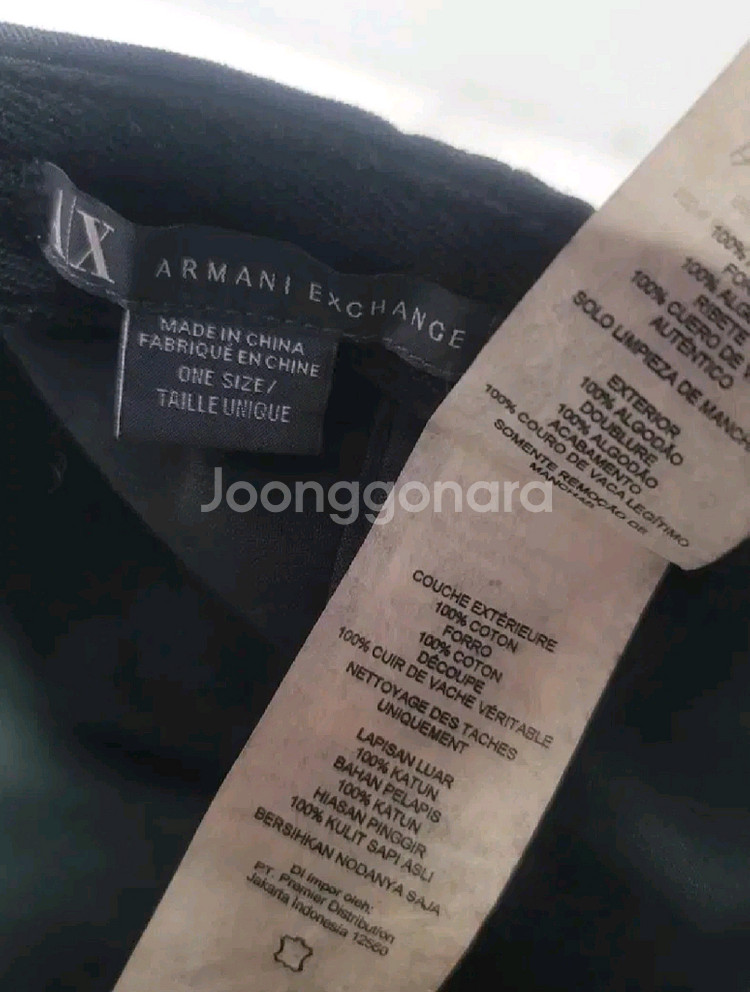 A|X ARMANI EXCHANGE
MADE IN CHINA
FABRIQUÉ EN CHINE
ONE SIZE/
TAILLE UNIQUE
Joonggonara
100%
100%
RIBETE
100% CUERO DE
AUTÉNTICO
SOLO LIMPIEZA DE
EXTERIOR
100% ALGODÃO
DOUBLURE
100% ALGODÃO
ACABAMENTO
100% COURO DE VACA LEGÍTIMO
SOMENTE REMOÇÃO DE
MANCHAS
COUCHE EXTÉRIEURE
100% COTON
FORRO
100% COTON
DÉCOUPE
100% CUIR DE VACHE VÉRITABLE
NETTOYAGE DES TACHES
UNIQUEMENT
LAPISAN LUAR
100% KATUN
BAHAN PELAPIS
100% KATUN
HIASAN PINGGIR
100% KULIT SAPI ASLI
BERSIHKAN NODANYA SAJA
Di impor oleh:
PT. Premier Distribution
Jakarta Indonesia 12560